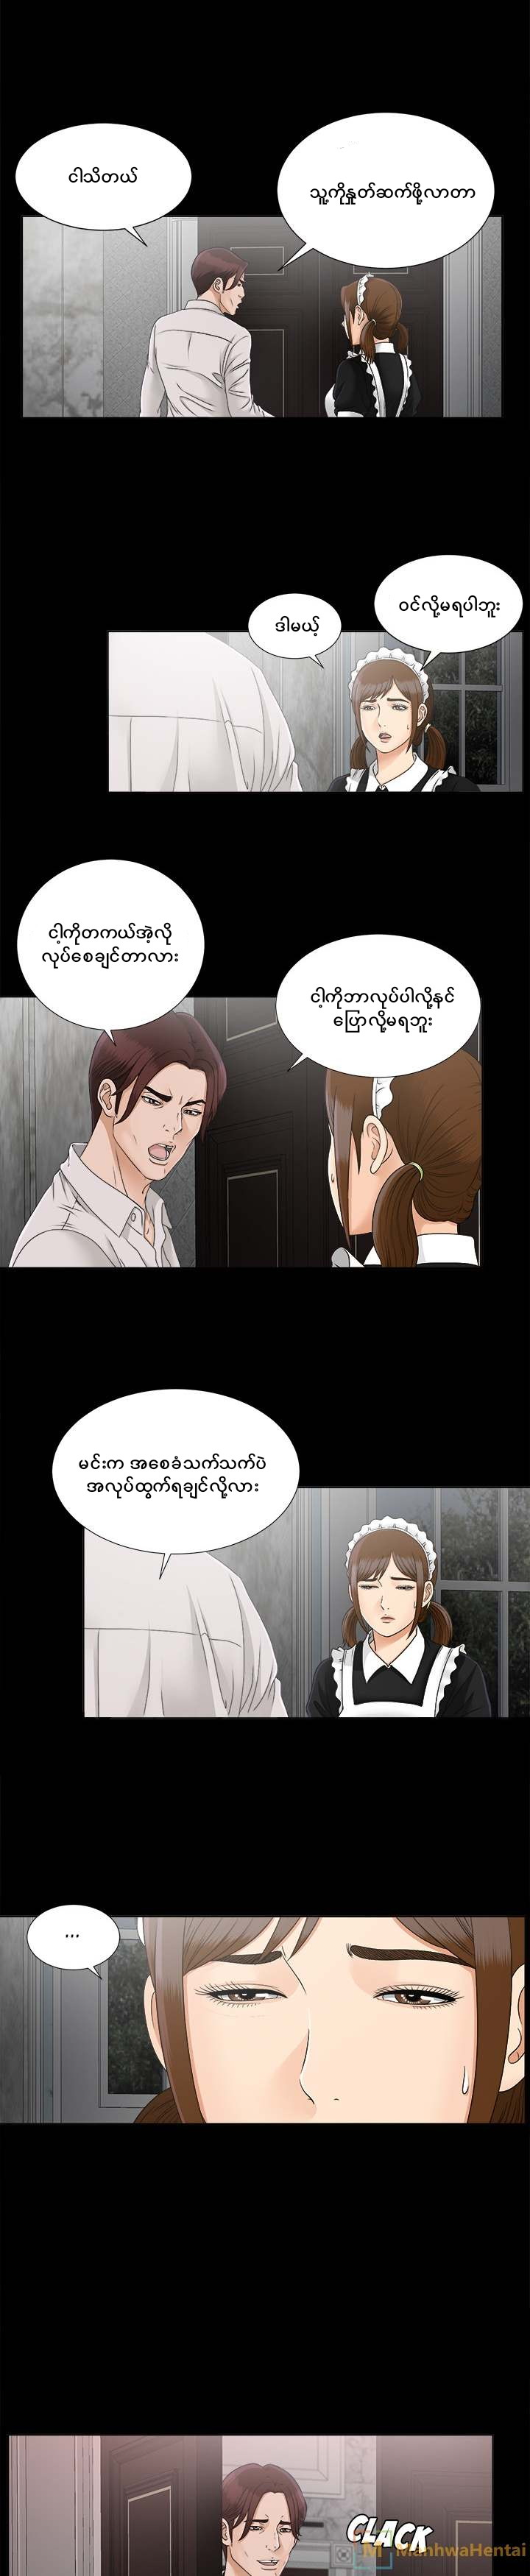 ငါသိတယ်
သူ့ကိုနှုတ်ဆက်ဖို့လာတာ
ဝင်လို့မရပါဘူး
ဒါမယ့်
ငါ့ကိုတကယ်အဲ့လို
လုပ်စေချင်တာလား
ငါ့ကိုဘာလုပ်ပါလို့နင်
ပြောလို့မရဘူး
မင်းက အစေခံသက်သက်ပဲ
အလုပ်ထွက်ရချင်လို့လား
...
CLACK
ManhwaHentai